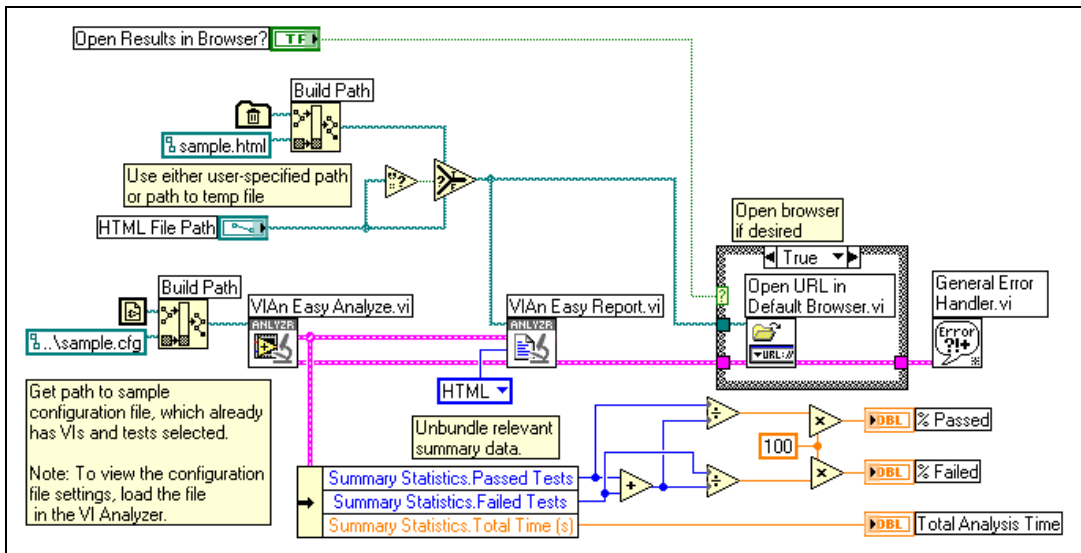 Open Results in Browser?
TF
Build Path
sample.html
Use either user-specified path
or path to temp file
?
?
T
F
HTML File Path
Open browser
if desired
True
?
Open URL in
Default Browser.vi
URL://
General Error
Handler.vi
Error
?!+
Build Path
..\sample.cfg
VIAn Easy Analyze.vi
ANLYZR
VIAn Easy Report.vi
ANLYZR
HTML
Get path to sample
configuration file, which already
has VIs and tests selected.
Note: To view the configuration
file settings, load the file
in the VI Analyzer.
Unbundle relevant
summary data.
Summary Statistics.Passed Tests
Summary Statistics.Failed Tests
Summary Statistics.Total Time (s)
+
÷
÷
×
×
100
DBL
% Passed
DBL
% Failed
DBL
Total Analysis Time